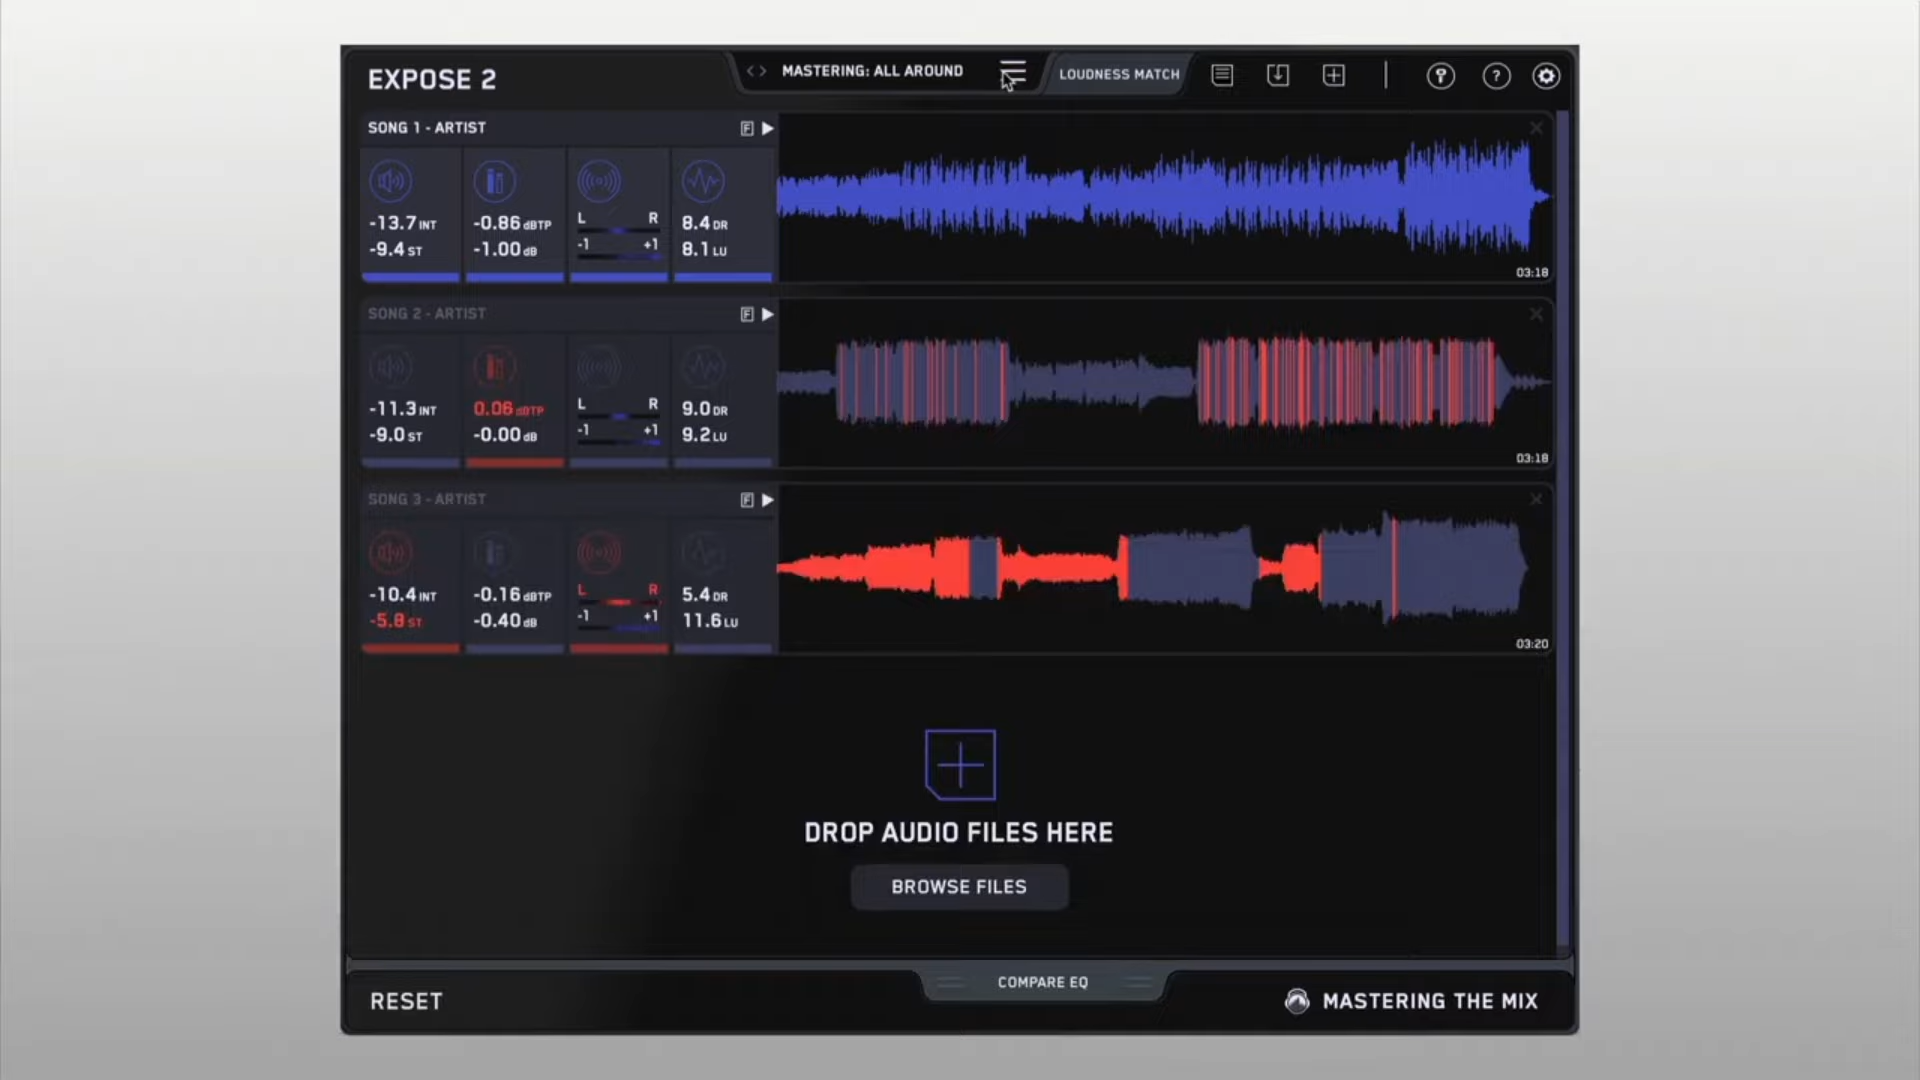 EXPOSE 2
MASTERING: ALL AROUND
LOUDNESS MATCH
?
SONG 1 - ARTIST
F
-13.7 INT
-9.4 ST
-0.86 dBTP
-1.00 dB
L R
-1 +1
8.4 DR
8.1 LU
03:18
SONG 2 - ARTIST
F
-11.3 INT
-9.0 ST
0.06 dBTP
-0.00 dB
L R
-1 +1
9.0 DR
9.2 LU
03:18
SONG 3 - ARTIST
F
-10.4 INT
-5.8 ST
-0.16 dBTP
-0.40 dB
L R
-1 +1
5.4 DR
11.6 LU
03:20
DROP AUDIO FILES HERE
BROWSE FILES
COMPARE EQ
RESET
MASTERING THE MIX